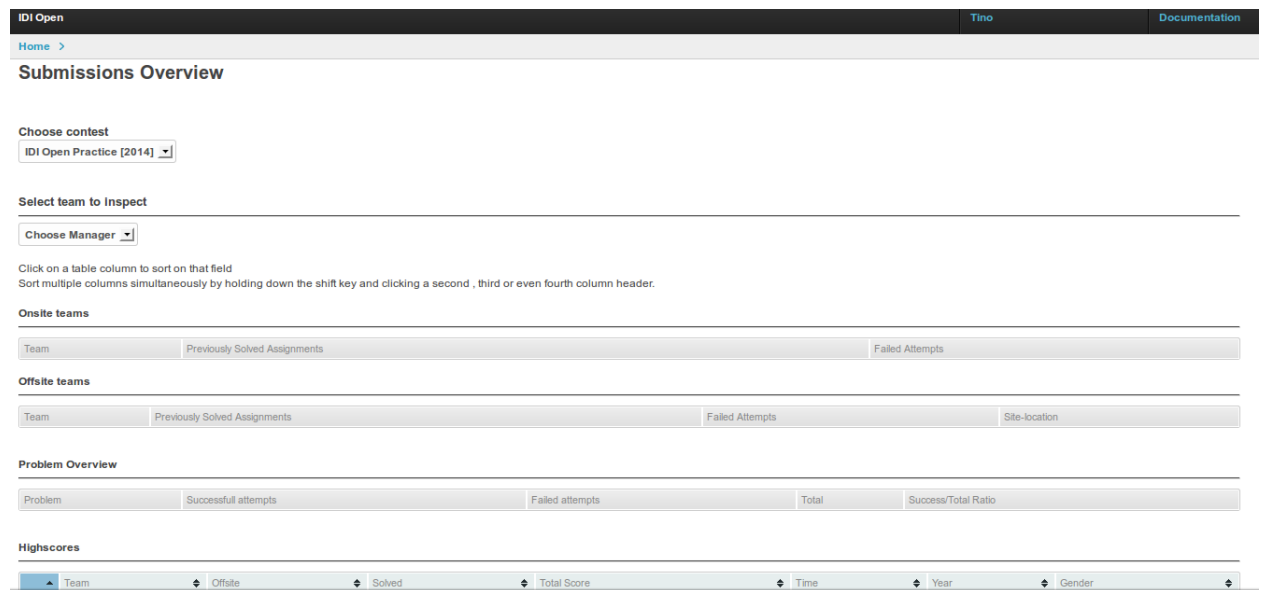 IDI Open Tino Documentation
Home >
Submissions Overview
Choose contest
IDI Open Practice [2014]
Select team to inspect
Choose Manager
Click on a table column to sort on that field
Sort multiple columns simultaneously by holding down the shift key and clicking a second , third or even fourth column header.
Onsite teams
Team Previously Solved Assignments Failed Attempts
Offsite teams
Team Previously Solved Assignments Failed Attempts Site-location
Problem Overview
Problem Successfull attempts Failed attempts Total Success/Total Ratio
Highscores
Team Offsite Solved Total Score Time Year Gender